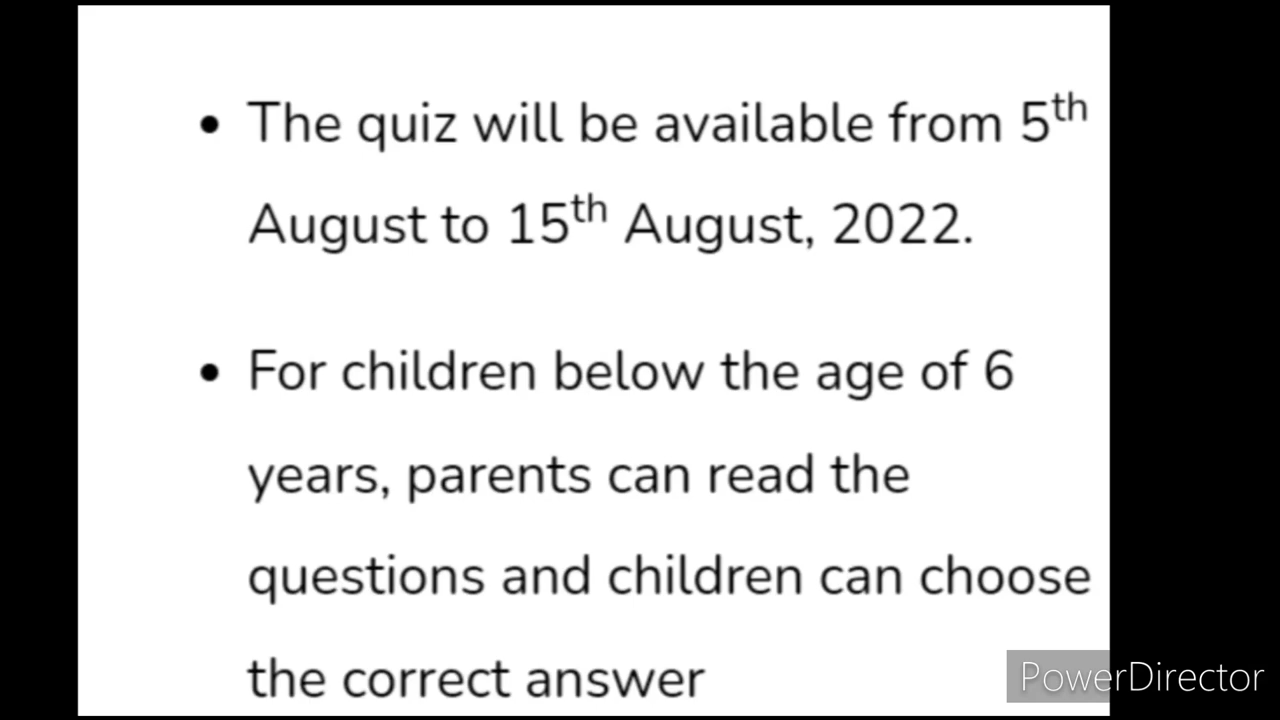 • The quiz will be available from 5th
August to 15th August, 2022.
• For children below the age of 6
years, parents can read the
questions and children can choose
the correct answer
PowerDirector